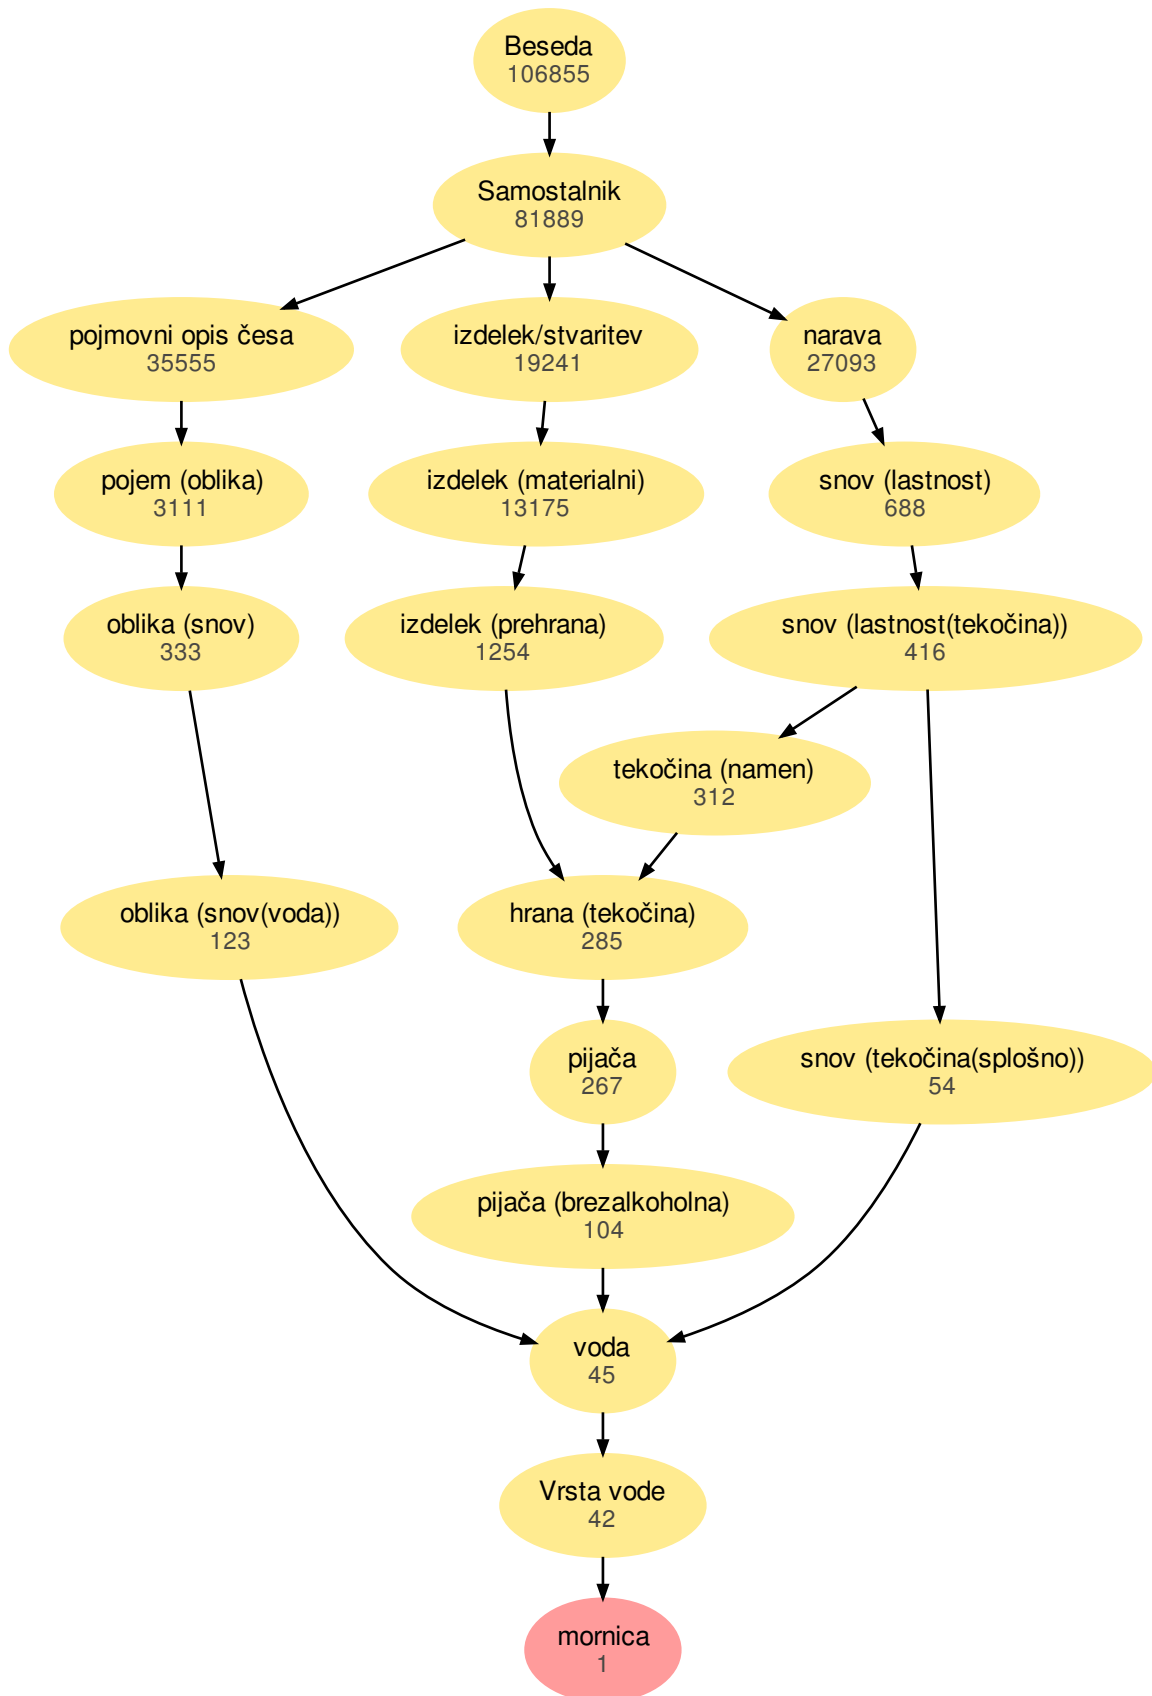 Beseda
106855
Samostalnik
81889
pojmovni opis česa
35555
izdelek/stvaritev
19241
narava
27093
pojem (oblika)
3111
izdelek (materialni)
13175
snov (lastnost)
688
oblika (snov)
333
izdelek (prehrana)
1254
snov (lastnost(tekočina))
416
tekočina (namen)
312
oblika (snov(voda))
123
hrana (tekočina)
285
pijača
267
snov (tekočina(splošno))
54
pijača (brezalkoholna)
104
voda
45
Vrsta vode
42
mornica
1